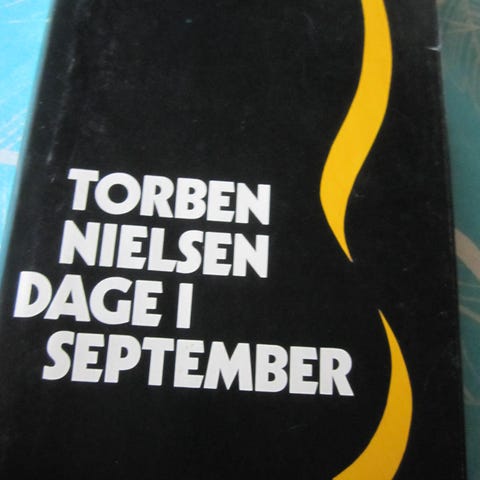 TORBEN
NIELSEN
DAGE I
SEPTEMBER